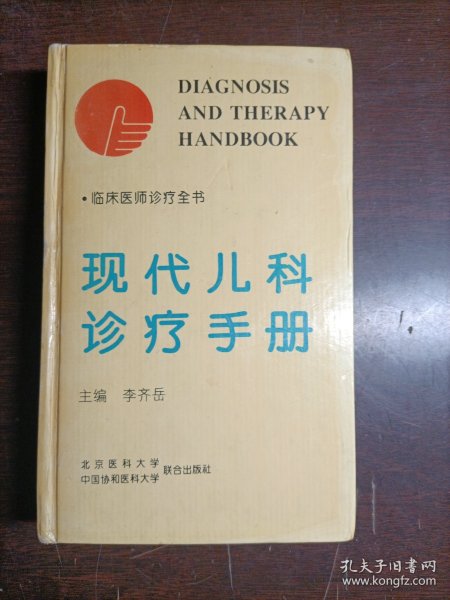 DIAGNOSIS
AND THERAPY
HANDBOOK
•临床医师诊疗全书
现代儿科
诊疗手册
主编 李齐岳
北京医科大学
中国协和医科大学
联合出版社
孔夫子旧书网
www.kongfz.com